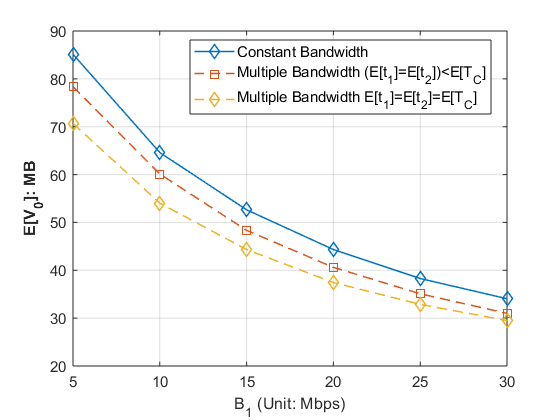 Constant Bandwidth
Multiple Bandwidth (E[t1]=E[t2])<E[TC]
Multiple Bandwidth E[t1]=E[t2]=E[TC]
E[V0]: MB
90
80
70
60
50
40
30
20
5
10
15
20
25
30
B1 (Unit: Mbps)